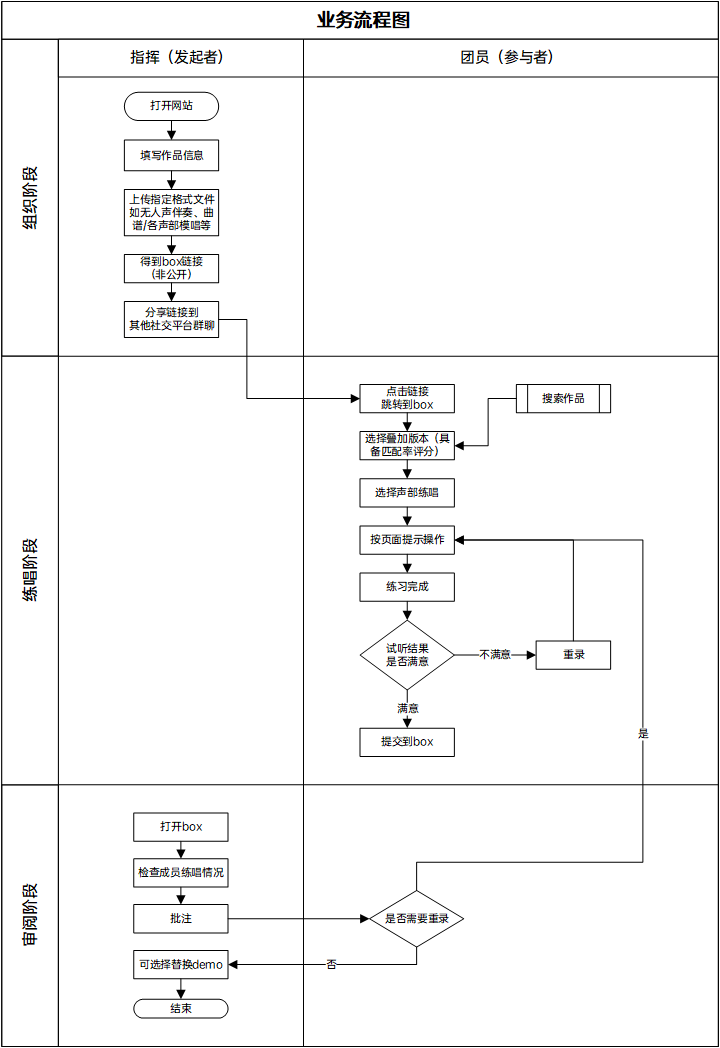 业务流程图
指挥（发起者）
团员（参与者）
组织阶段
打开网站
填写作品信息
上传指定格式文件
如无人声伴奏、曲
谱/各声部模唱等
得到box链接
（非公开）
分享链接到
其他社交平台群聊
练唱阶段
点击链接
跳转到box
搜索作品
选择叠加版本（具
备匹配率评分）
选择声部练唱
按页面提示操作
练习完成
试听结果
是否满意
不满意
重录
满意
提交到box
是
审阅阶段
打开box
检查成员练唱情况
批注
是否需要重录
否
可选择替换demo
结束